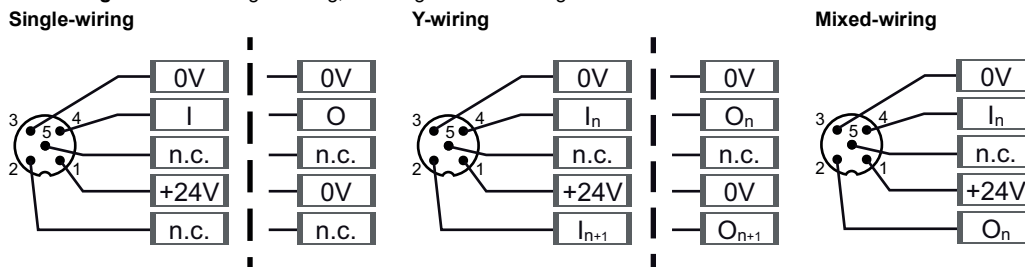 Single-wiring
Y-wiring
Mixed-wiring
3
5
4
2
1
0V
I
n.c.
+24V
n.c.
0V
O
n.c.
0V
n.c.
3
5
4
2
1
0V
Iₙ
n.c.
+24V
Iₙ₊₁
0V
Oₙ
n.c.
0V
Oₙ₊₁
3
5
4
2
1
0V
Iₙ
n.c.
+24V
Oₙ